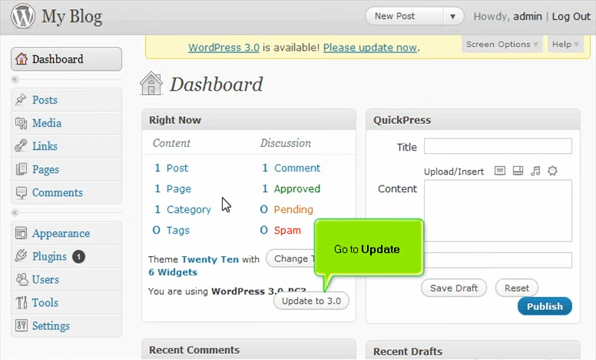 My Blog
New Post
Howdy, admin | Log Out
WordPress 3.0 is available! Please update now.
Screen Options
Help
Dashboard
Posts
Media
Links
Pages
Comments
Appearance
Plugins 1
Users
Tools
Settings
Dashboard
Right Now
Content
Discussion
1 Post
1 Comment
1 Page
1 Approved
1 Category
0 Pending
0 Tags
0 Spam
Theme Twenty Ten with
6 Widgets
Change T
You are using WordPress 3.0-RC3
Update to 3.0
Go to Update
QuickPress
Title
Upload/Insert
Content
Save Draft
Reset
Publish
Recent Comments
Recent Drafts